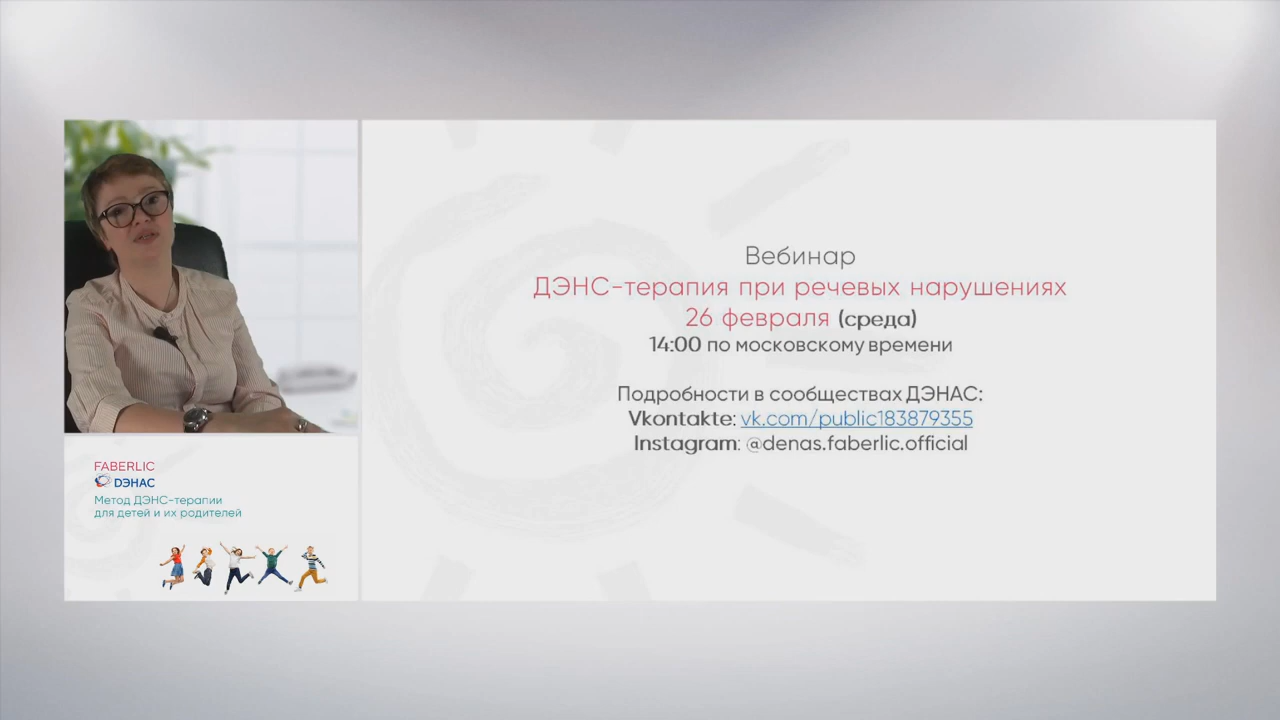 Вебинар
ДЭНС-терапия при речевых нарушениях
26 февраля (среда)
14:00 по московскому времени
Подробности в сообществах ДЭНАС:
Vkontakte: vk.com/public183879355
Instagram: @denas.faberlic.official
FABERLIC
DЭНАС
Метод ДЭНС-терапии
для детей и их родителей